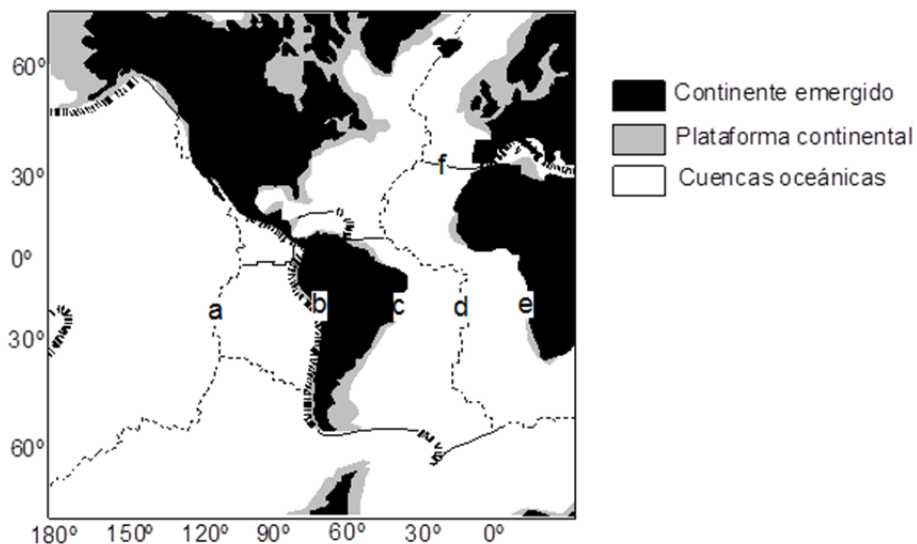 60º
30º
0º
30º
60º
180º 150º 120º 90º 60º 30º 0º
f
a b c d e
Continente emergido
Plataforma continental
Cuencas oceánicas